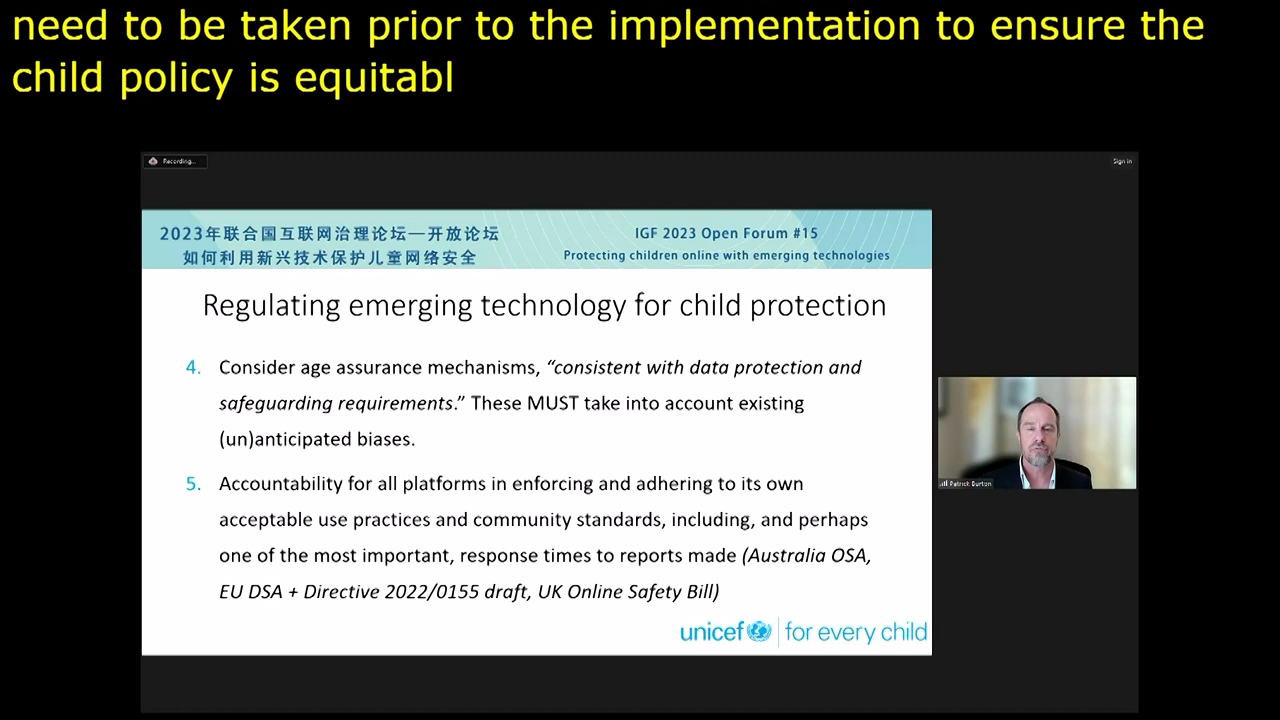 need to be taken prior to the implementation to ensure the
child policy is equitabl
Recording...
Sign in
2023年联合国互联网治理论坛—开放论坛
如何利用新兴技术保护儿童网络安全
IGF 2023 Open Forum #15
Protecting children online with emerging technologies
Regulating emerging technology for child protection
4. Consider age assurance mechanisms, “consistent with data protection and
safeguarding requirements.” These MUST take into account existing
(un)anticipated biases.
5. Accountability for all platforms in enforcing and adhering to its own
acceptable use practices and community standards, including, and perhaps
one of the most important, response times to reports made (Australia OSA,
EU DSA + Directive 2022/0155 draft, UK Online Safety Bill)
Patrick Burton
unicef for every child